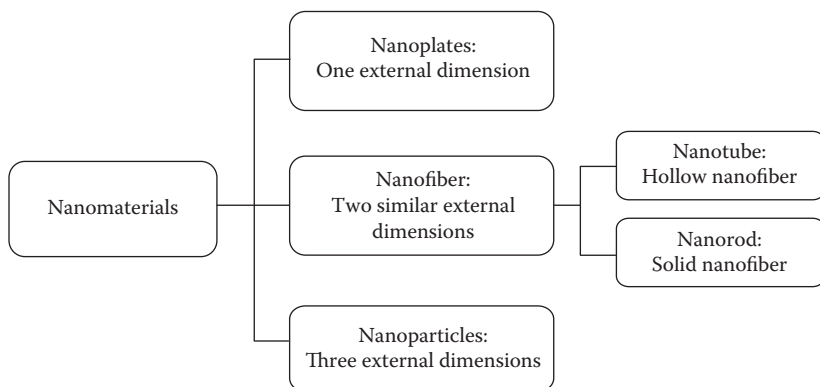 Nanomaterials
Nanoplates:
One external dimension
Nanofiber:
Two similar external
dimensions
Nanotube:
Hollow nanofiber
Nanorod:
Solid nanofiber
Nanoparticles:
Three external dimensions